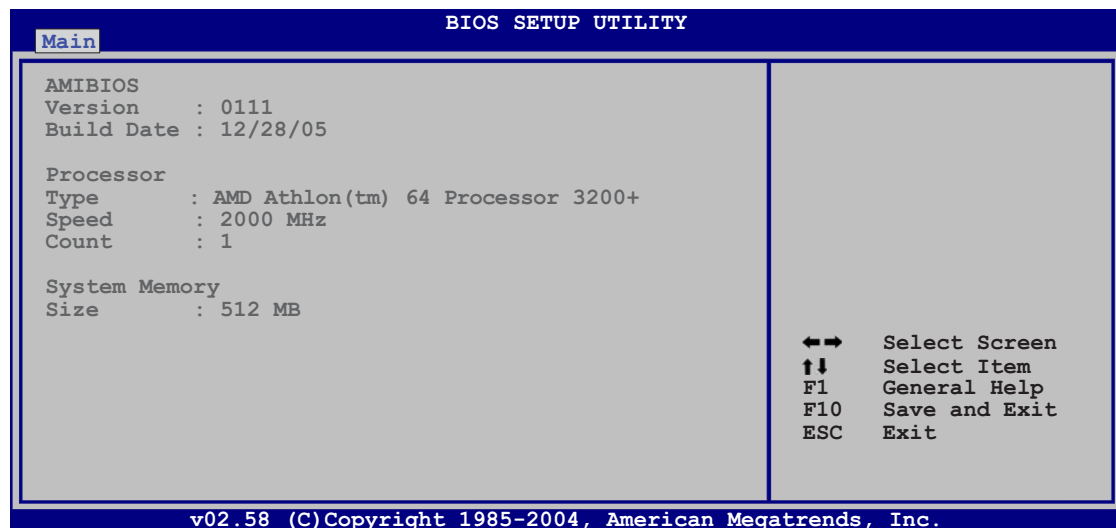 BIOS SETUP UTILITY
Main
AMIBIOS
Version : 0111
Build Date : 12/28/05
Processor
Type : AMD Athlon(tm) 64 Processor 3200+
Speed : 2000 MHz
Count : 1
System Memory
Size : 512 MB
←→ Select Screen
↑↓ Select Item
F1 General Help
F10 Save and Exit
ESC Exit
v02.58 (C)Copyright 1985-2004, American Megatrends, Inc.